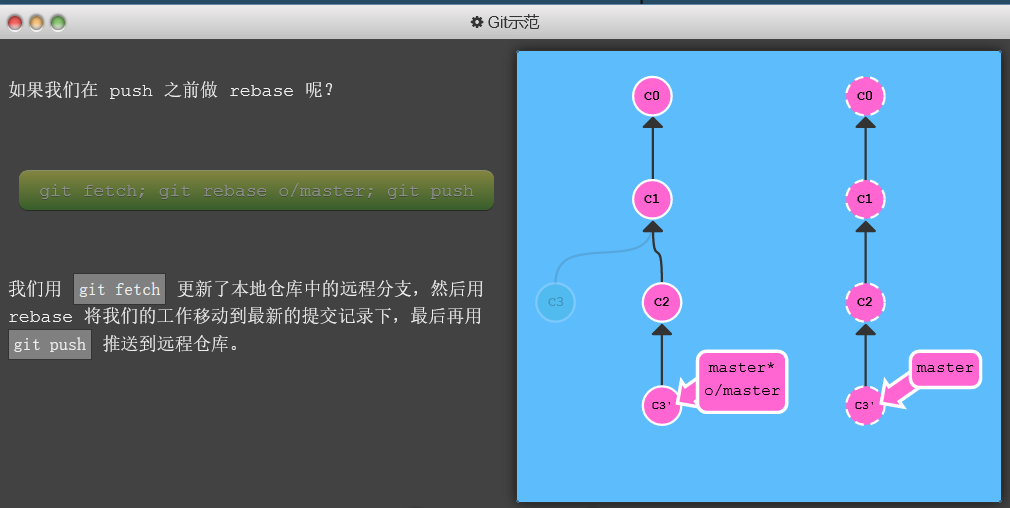 Git示范
如果我们在 push 之前做 rebase 呢？
git fetch; git rebase o/master; git push
我们用 git fetch 更新了本地仓库中的远程分支，然后用
rebase 将我们的工作移动到最新的提交记录下，最后再用
git push 推送到远程仓库。
C0
C0
C1
C1
C3
C2
C2
master*
o/master
master
C3'
C3'